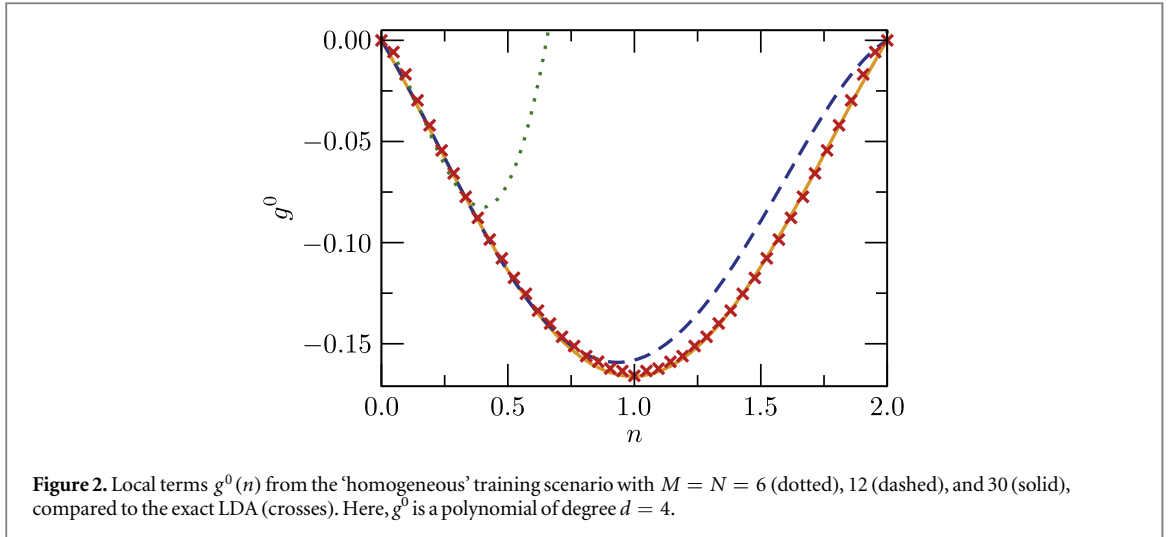 0.00
−0.05
−0.10
−0.15
g⁰
0.0 0.5 1.0 1.5 2.0
n
Figure 2. Local terms g⁰(n) from the ‘homogeneous’ training scenario with M = N = 6 (dotted), 12 (dashed), and 30 (solid),
compared to the exact LDA (crosses). Here, g⁰ is a polynomial of degree d = 4.